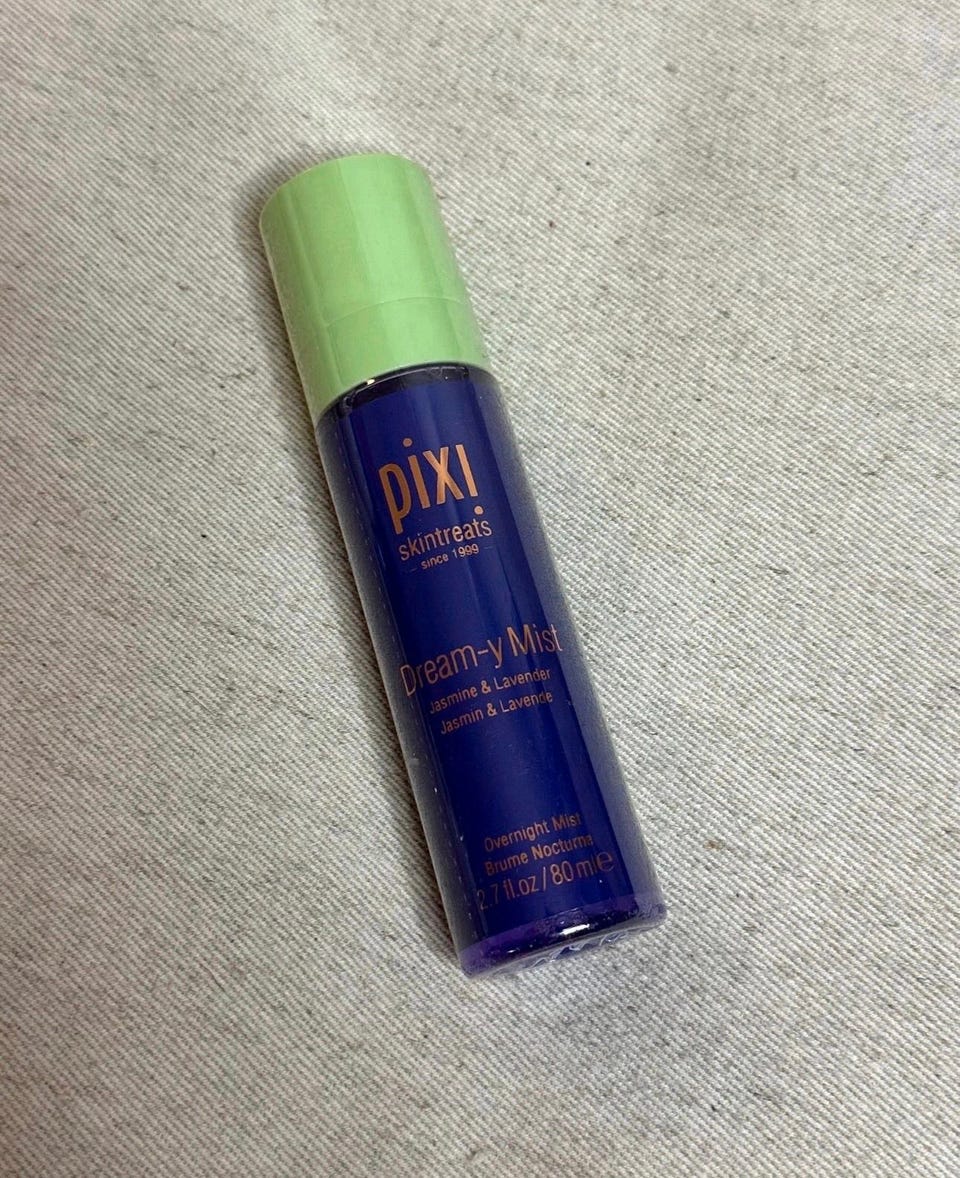 pixi
skintreats
since 1999
Dream-y Mist
Jasmine & Lavender
Jasmin & Lavende
Overnight Mist
Brume Nocturne
2.7 fl.oz / 80 ml e